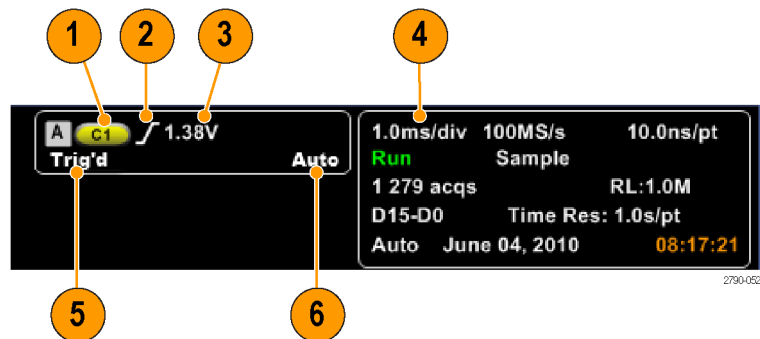 1 2 3 4
A C1 1.38V
Trig'd Auto
1.0ms/div 100MS/s 10.0ns/pt
Run Sample
1 279 acqs RL:1.0M
D15-D0 Time Res: 1.0s/pt
Auto June 04, 2010 08:17:21
2790-052
5 6